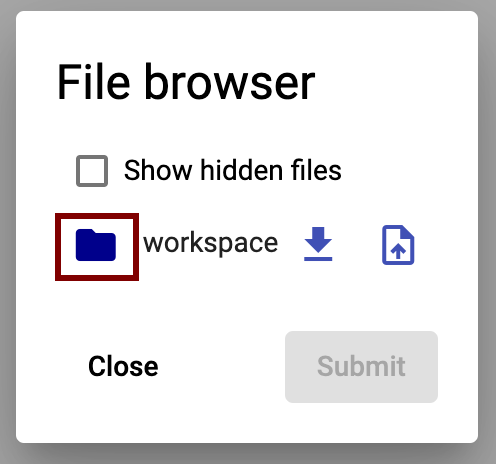 File browser
Show hidden files
workspace
Close
Submit